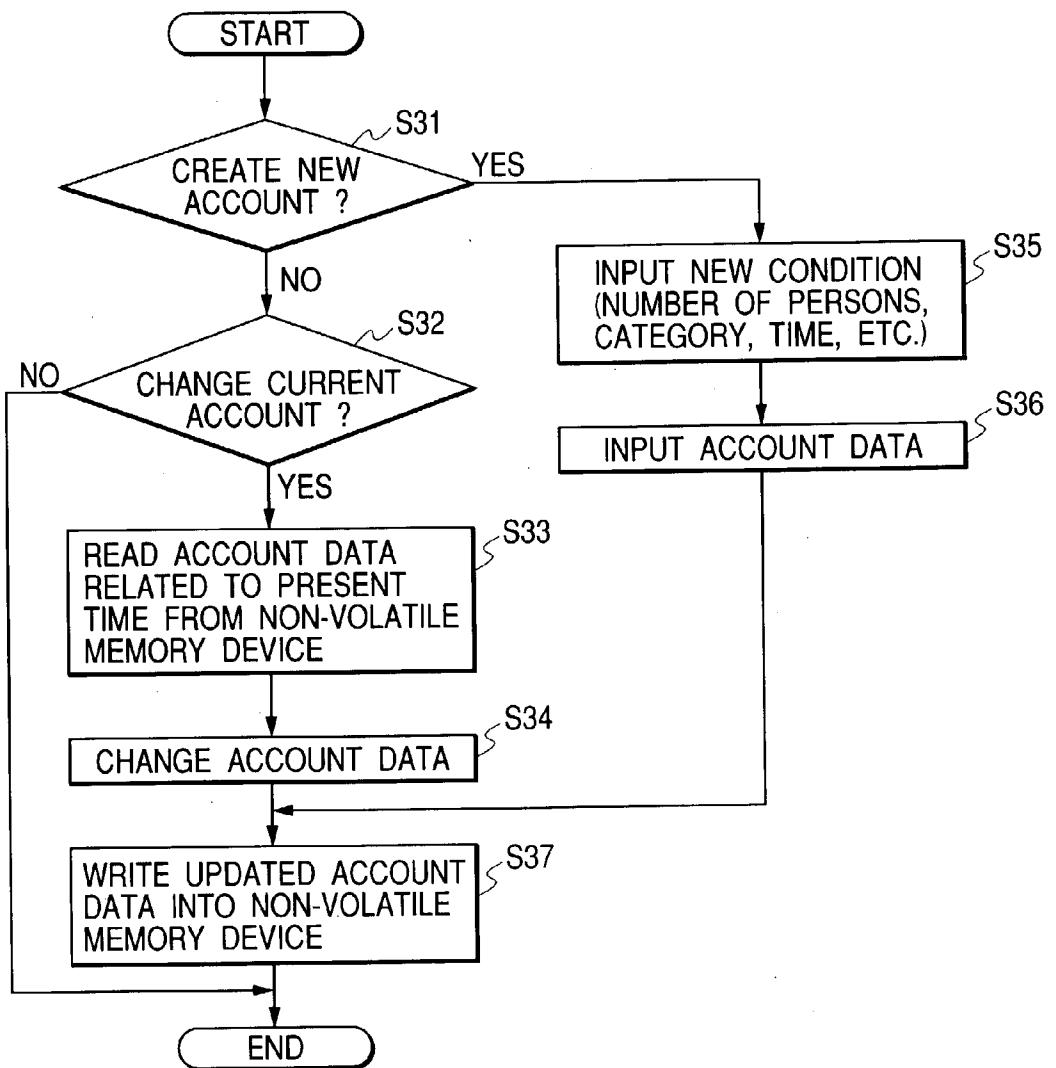 START
S31
CREATE NEW
ACCOUNT ?
YES
NO
S35
INPUT NEW CONDITION
(NUMBER OF PERSONS,
CATEGORY, TIME, ETC.)
S32
NO
CHANGE CURRENT
ACCOUNT ?
YES
S36
INPUT ACCOUNT DATA
S33
READ ACCOUNT DATA
RELATED TO PRESENT
TIME FROM NON-VOLATILE
MEMORY DEVICE
S34
CHANGE ACCOUNT DATA
S37
WRITE UPDATED ACCOUNT
DATA INTO NON-VOLATILE
MEMORY DEVICE
END